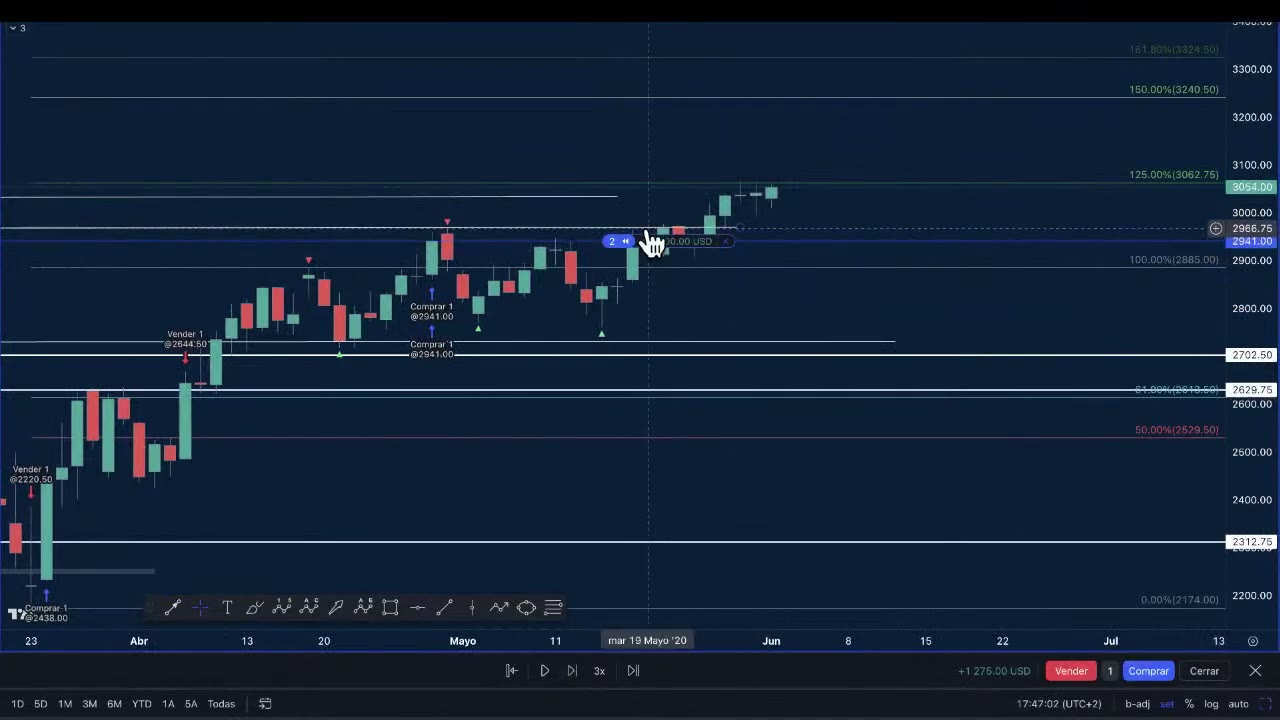 3
161.80%(3324.50)
3300.00
150.00%(3240.50)
3200.00
3100.00
125.00%(3062.75)
3054.00
3000.00
2966.75
2941.00
2
00.00 USD
2900.00
100.00%(2885.00)
2800.00
Comprar 1
@2941.00
Comprar 1
@2941.00
Vender 1
@2644.50
2702.50
2629.75
2600.00
50.00%(2529.50)
2500.00
Vender 1
@2220.50
2400.00
2312.75
0.00%(2174.00)
2200.00
Comprar 1
@2438.00
23
Abr
13
20
Mayo
11
mar 19 Mayo '20
Jun
8
15
22
Jul
13
3x
+1 275.00 USD
Vender
1
Comprar
Cerrar
1D 5D 1M 3M 6M YTD 1A 5A Todas
17:47:02 (UTC+2)
b-adj set % log auto